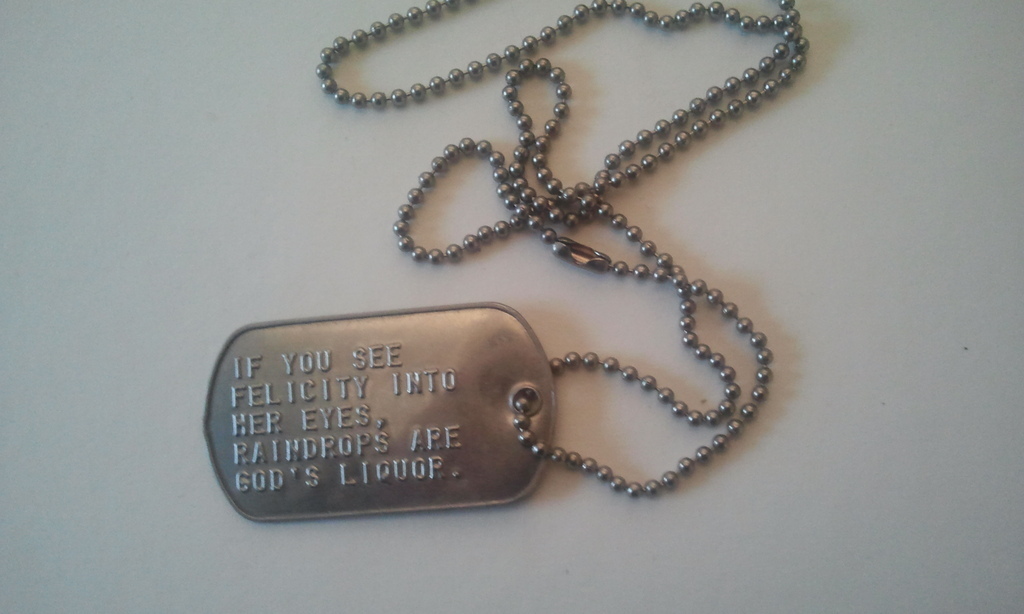 IF YOU SEE
FELICITY INTO
HER EYES,
RAINDROPS ARE
GOD'S LIQUOR.